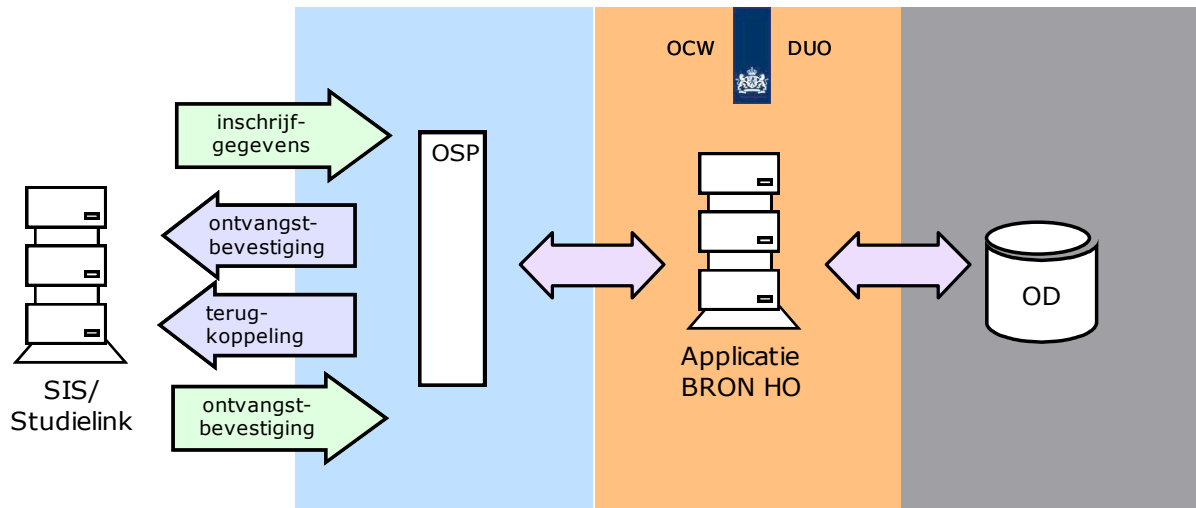 OCW DUO
inschrijf-
gegevens
OSP
ontvangst-
bevestiging
terug-
koppeling
ontvangst-
bevestiging
SIS/
Studielink
Applicatie
BRON HO
OD